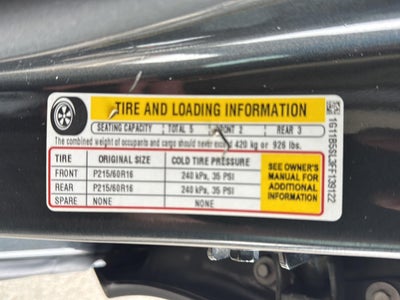 TIRE AND LOADING INFORMATION
SEATING CAPACITY TOTAL 5 FRONT 2 REAR 3
The combined weight of occupants and cargo should never exceed 420 kg or 926 lbs.
TIRE ORIGINAL SIZE COLD TIRE PRESSURE
FRONT P215/60R16 240 kPa, 35 PSI
REAR P215/60R16 240 kPa, 35 PSI
SPARE NONE NONE
SEE OWNER'S
MANUAL FOR
ADDITIONAL
INFORMATION
1G11B5SL3FF139122